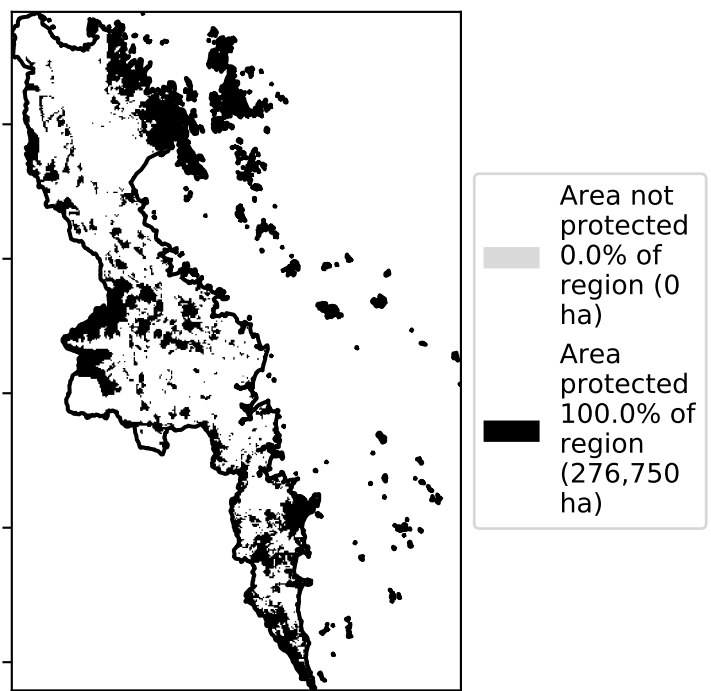 Area not
protected
0.0% of
region (0
ha)
Area
protected
100.0% of
region
(276,750
ha)